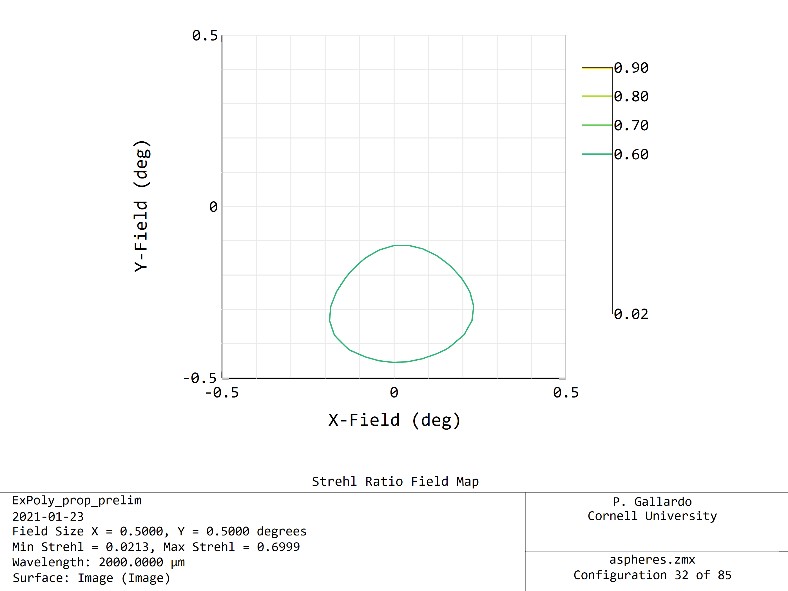 0.5
0
-0.5
Y-Field (deg)
-0.5 0 0.5
X-Field (deg)
0.90
0.80
0.70
0.60
0.02
Strehl Ratio Field Map
ExPoly_prop_prelim
2021-01-23
Field Size X = 0.5000, Y = 0.5000 degrees
Min Strehl = 0.0213, Max Strehl = 0.6999
Wavelength: 2000.0000 µm
Surface: Image (Image)
P. Gallardo
Cornell University
aspheres.zmx
Configuration 32 of 85